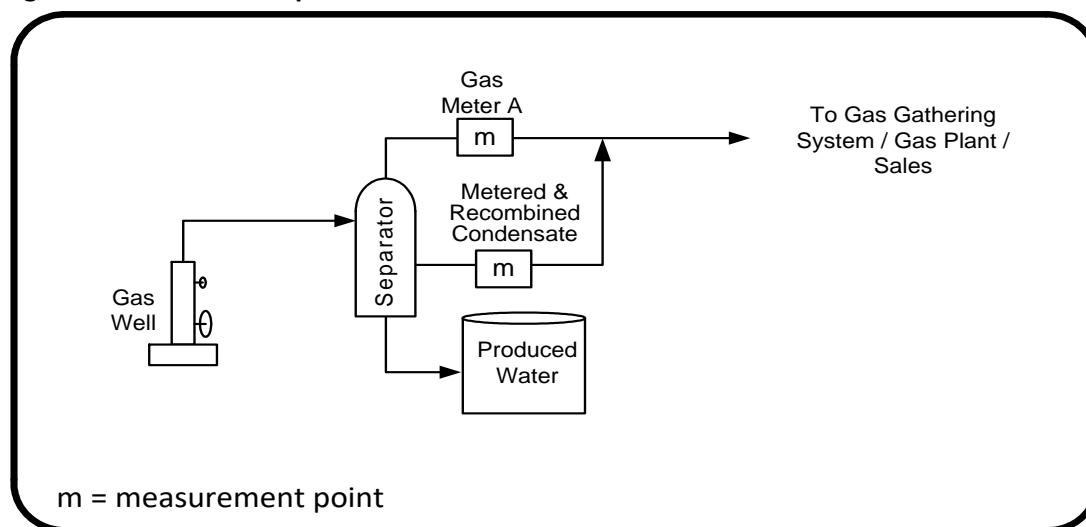 Gas
Meter A
m
To Gas Gathering
System / Gas Plant /
Sales
Metered &
Recombined
Condensate
m
Separator
Gas
Well
Produced
Water
m = measurement point